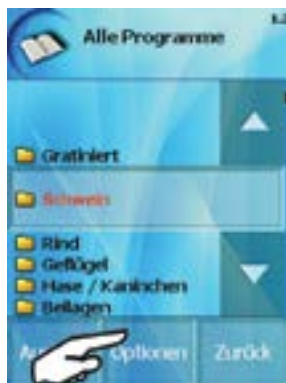 Alle Programme
Gratiniert
Schwein
Rind
Geflügel
Hase / Kaninchen
Beilagen
Optionen
Zurück